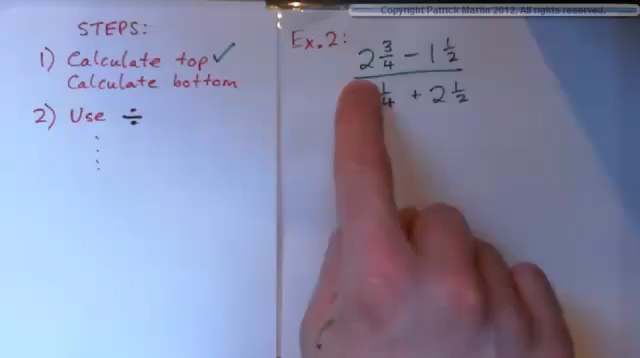 Copyright Patrick Martin 2012. All rights reserved.
STEPS:
1) Calculate top ✓
Calculate bottom
2) Use ÷
Ex.2:
2 3/4 − 1 1/2
1/4 + 2 1/2